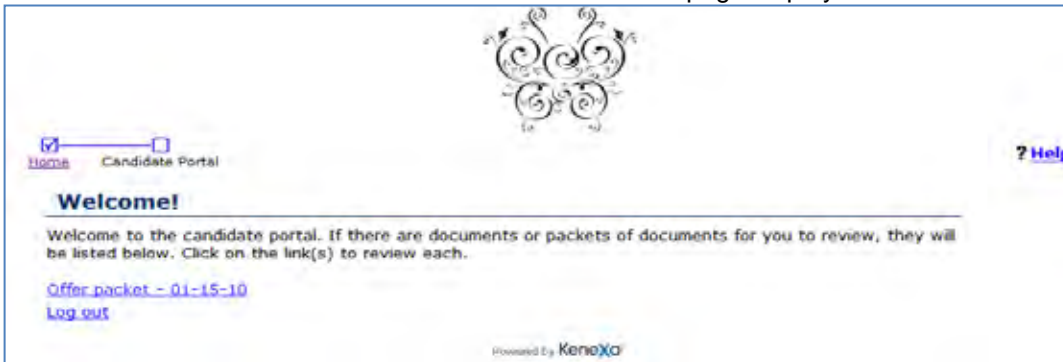 Home Candidate Portal ? Help
Welcome!
Welcome to the candidate portal. If there are documents or packets of documents for you to review, they will
be listed below. Click on the link(s) to review each.
Offer packet - 01-15-10
Log out
Powered by Kenexa